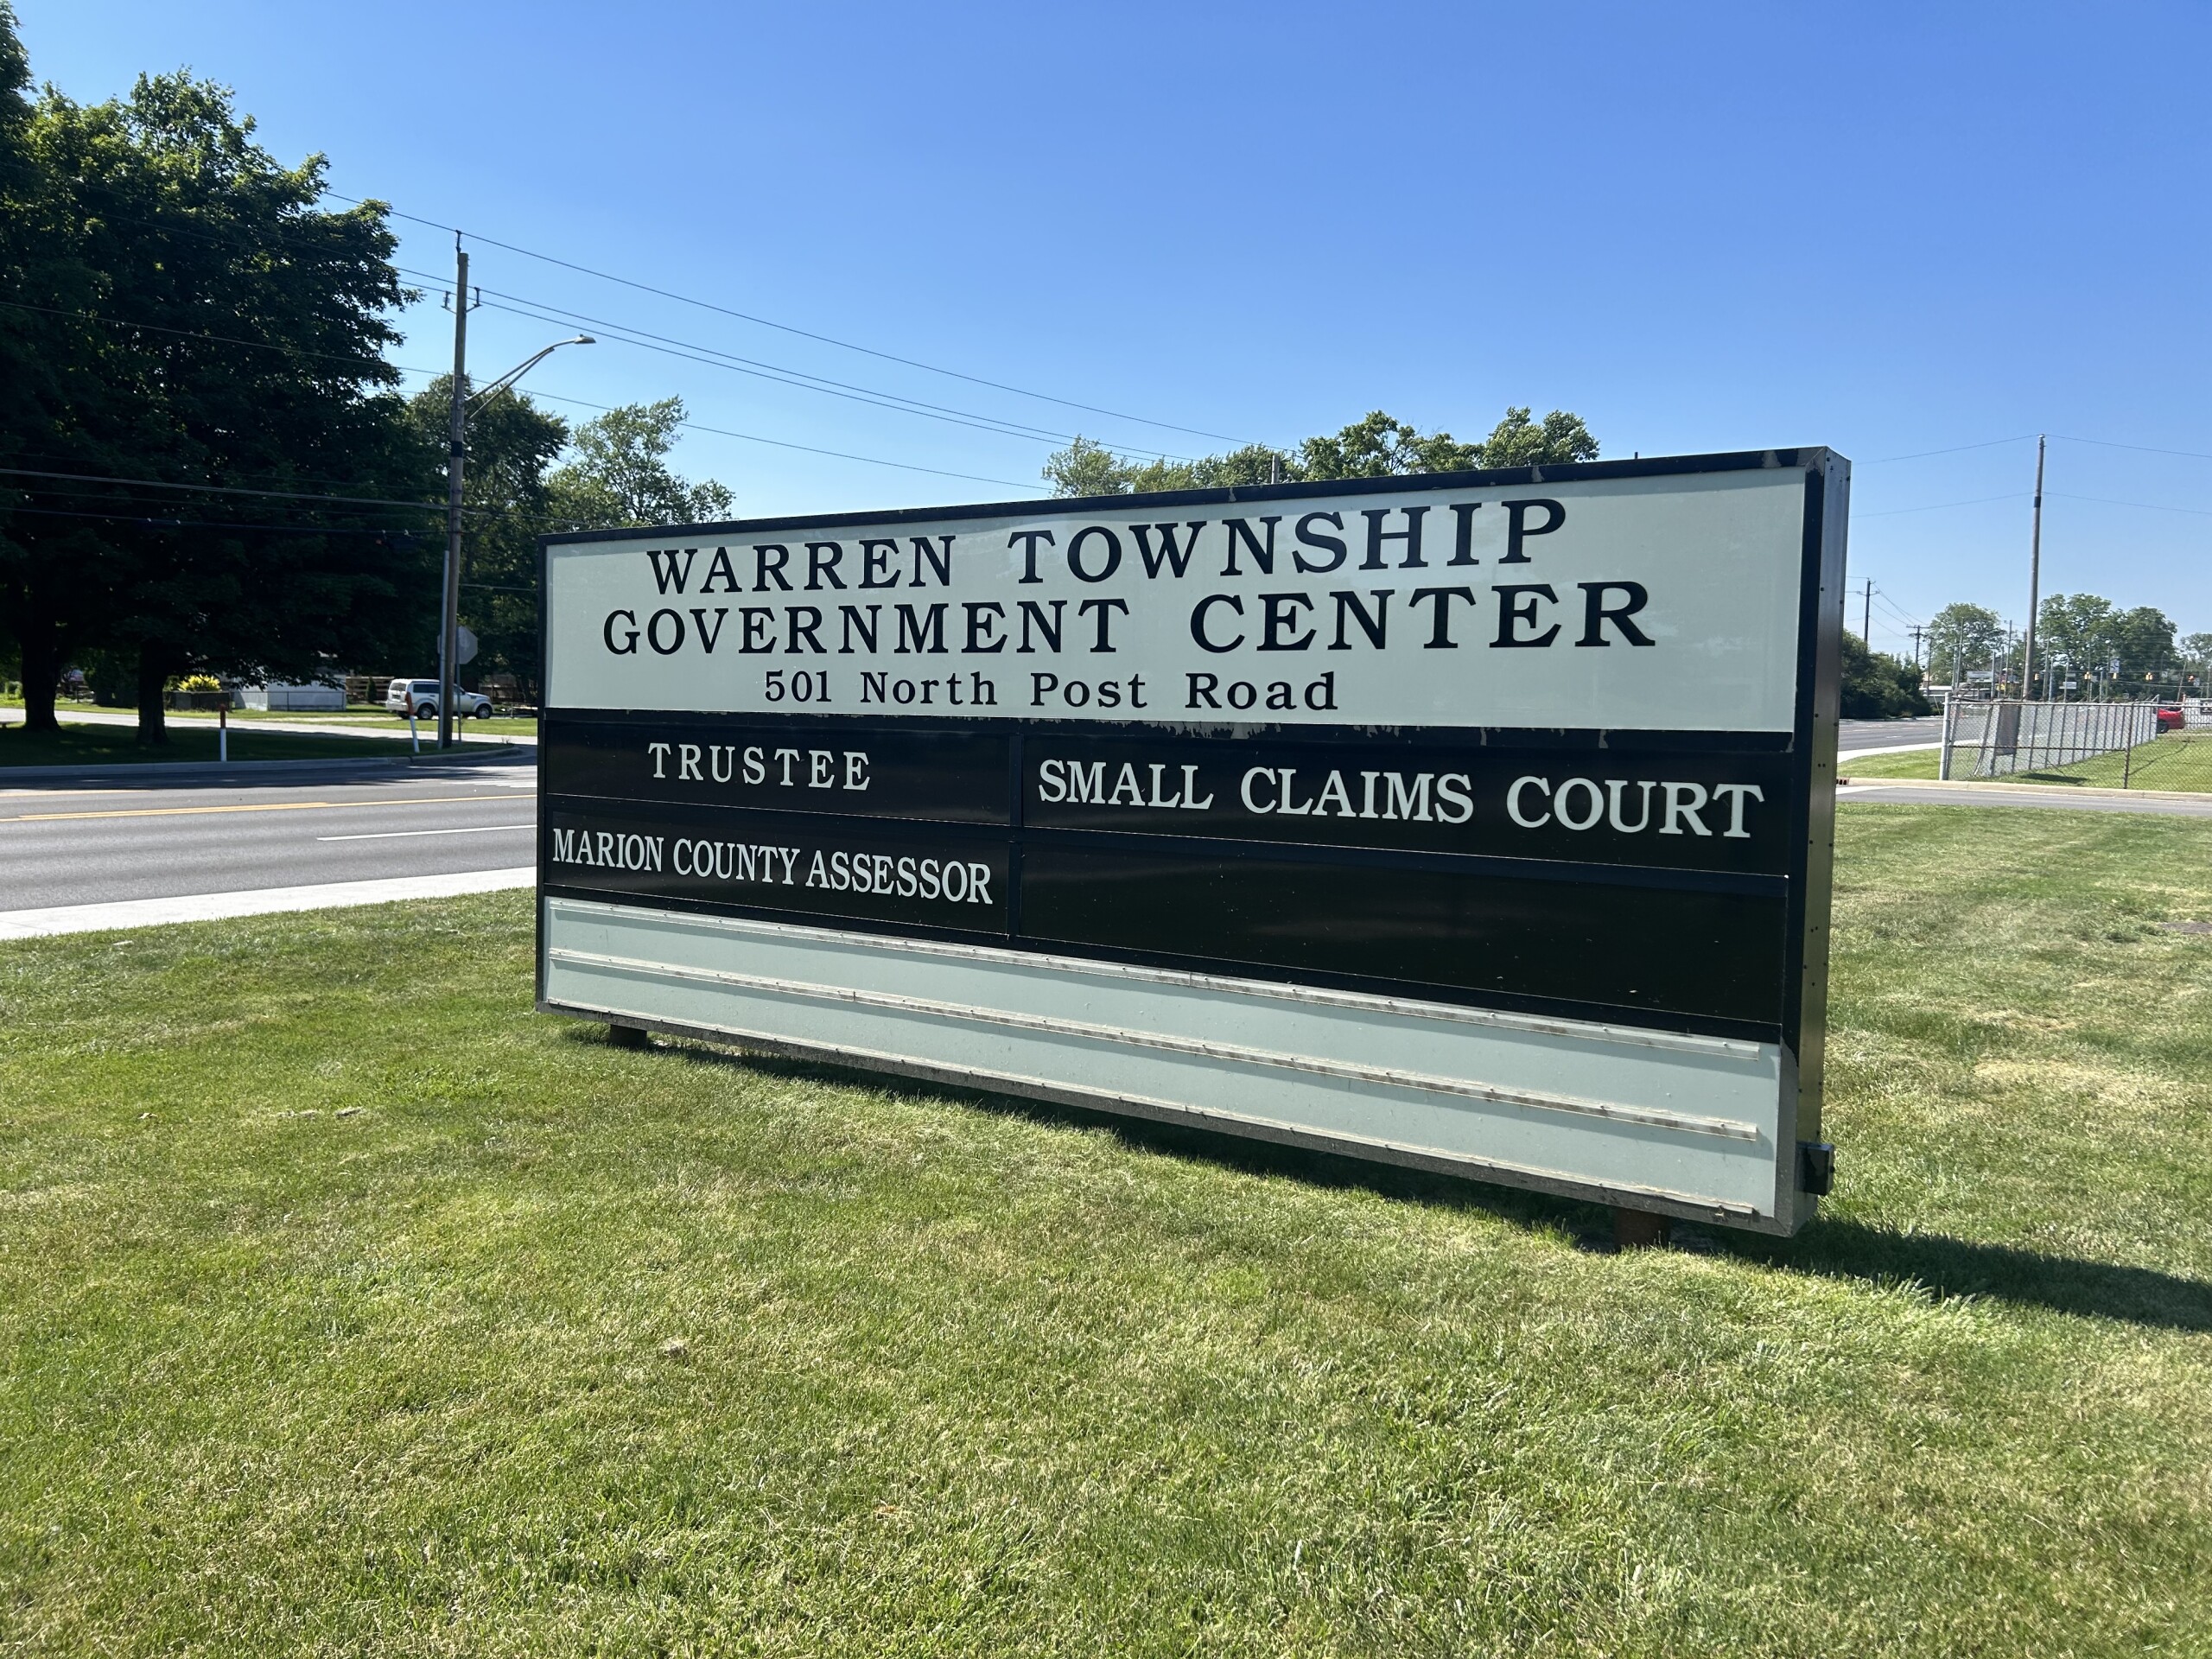 WARREN TOWNSHIP
GOVERNMENT CENTER
501 North Post Road
TRUSTEE
SMALL CLAIMS COURT
MARION COUNTY ASSESSOR